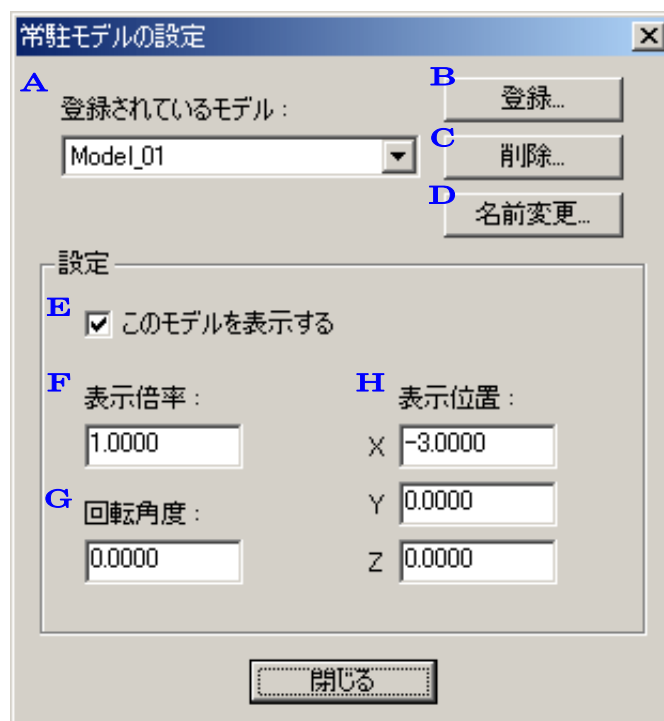 常駐モデルの設定
A
登録されているモデル：
Model_01
B
登録...
C
削除...
D
名前変更...
設定
E
このモデルを表示する
F
表示倍率：
1.0000
G
回転角度：
0.0000
H
表示位置：
X -3.0000
Y 0.0000
Z 0.0000
閉じる